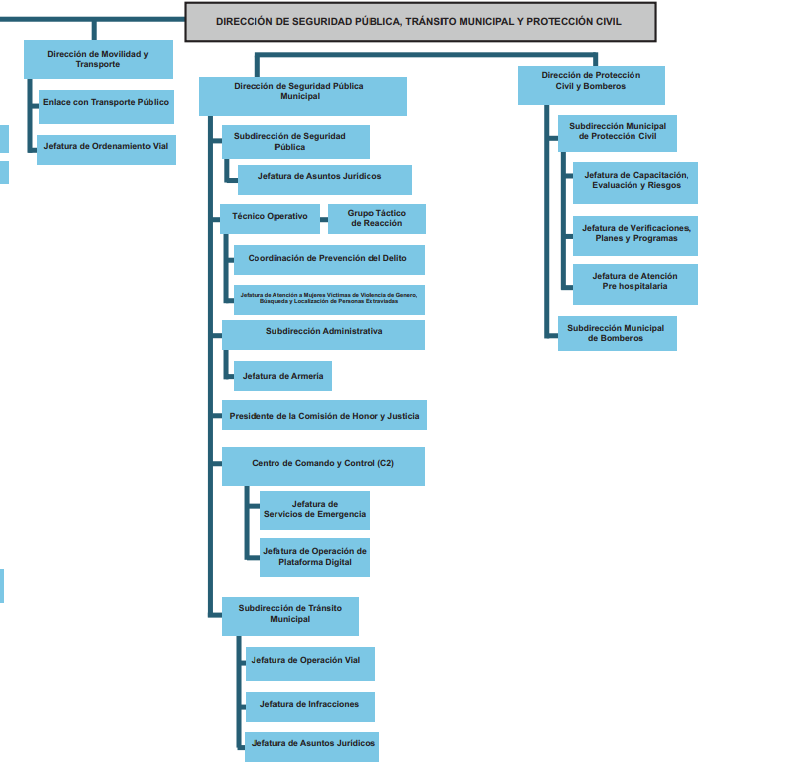 DIRECCIÓN DE SEGURIDAD PÚBLICA, TRÁNSITO MUNICIPAL Y PROTECCIÓN CIVIL
Dirección de Movilidad y
Transporte
Enlace con Transporte Público
Jefatura de Ordenamiento Vial
Dirección de Seguridad Pública
Municipal
Subdirección de Seguridad
Pública
Jefatura de Asuntos Jurídicos
Técnico Operativo
Grupo Táctico
de Reacción
Coordinación de Prevención del Delito
Jefatura de Atención a Mujeres Víctimas de Violencia de Genero,
Búsqueda y Localización de Personas Extraviadas
Subdirección Administrativa
Jefatura de Armería
Presidente de la Comisión de Honor y Justicia
Centro de Comando y Control (C2)
Jefatura de
Servicios de Emergencia
Jefatura de Operación de
Plataforma Digital
Subdirección de Tránsito
Municipal
Jefatura de Operación Vial
Jefatura de Infracciones
Jefatura de Asuntos Jurídicos
Dirección de Protección
Civil y Bomberos
Subdirección Municipal
de Protección Civil
Jefatura de Capacitación,
Evaluación y Riesgos
Jefatura de Verificaciones,
Planes y Programas
Jefatura de Atención
Pre hospitalaria
Subdirección Municipal
de Bomberos